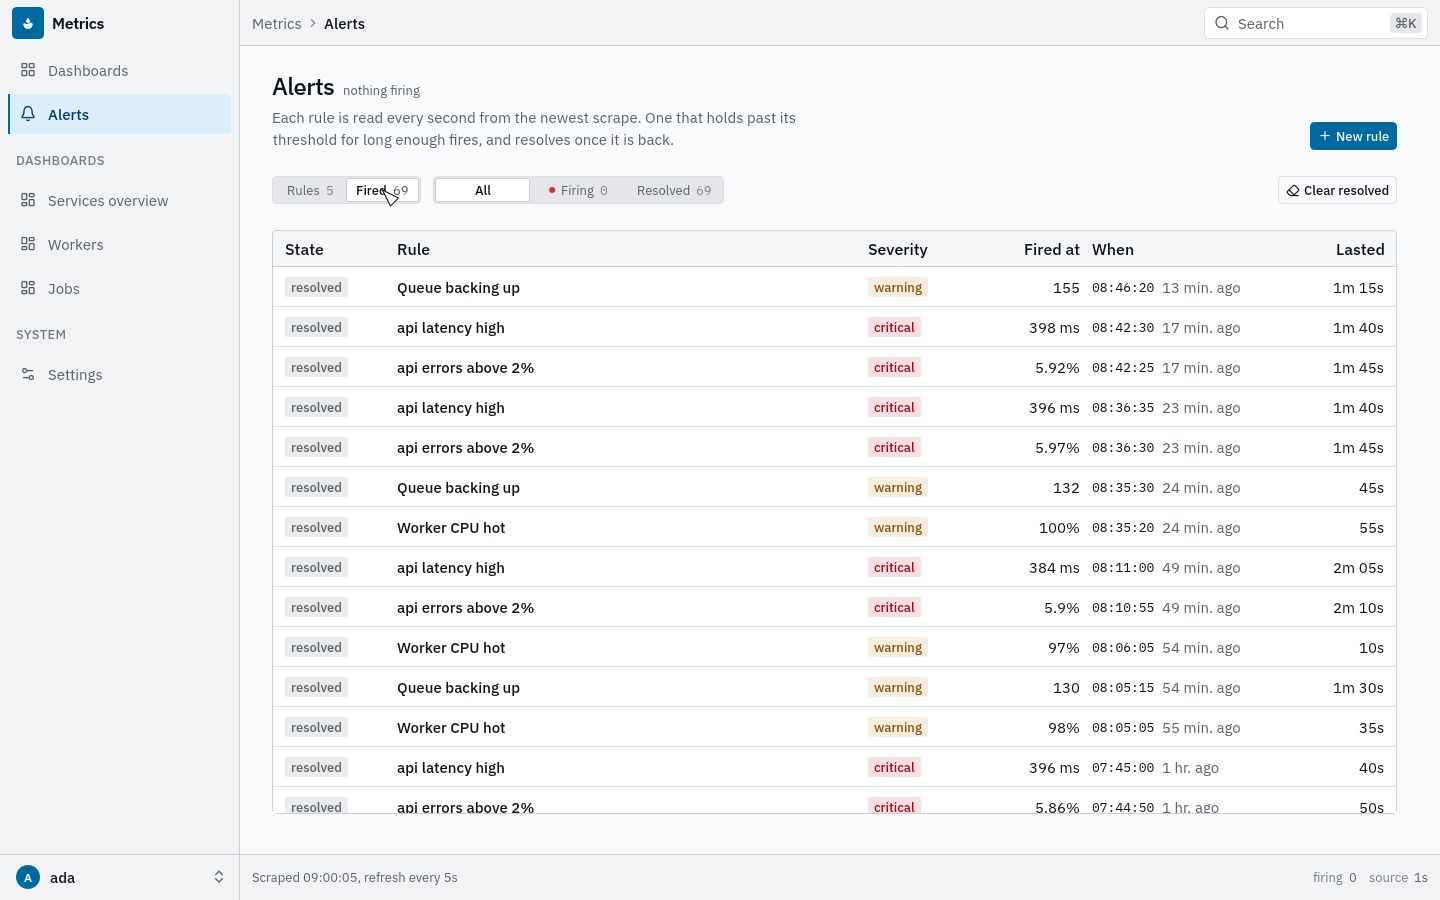 Metrics
Metrics > Alerts
Search ⌘K
Dashboards
Alerts
DASHBOARDS
Services overview
Workers
Jobs
SYSTEM
Settings
Alerts nothing firing
Each rule is read every second from the newest scrape. One that holds past its
threshold for long enough fires, and resolves once it is back.
+ New rule
Rules 5 Fired 69 All Firing 0 Resolved 69 Clear resolved
State Rule Severity Fired at When Lasted
resolved Queue backing up warning 155 08:46:20 13 min. ago 1m 15s
resolved api latency high critical 398 ms 08:42:30 17 min. ago 1m 40s
resolved api errors above 2% critical 5.92% 08:42:25 17 min. ago 1m 45s
resolved api latency high critical 396 ms 08:36:35 23 min. ago 1m 40s
resolved api errors above 2% critical 5.97% 08:36:30 23 min. ago 1m 45s
resolved Queue backing up warning 132 08:35:30 24 min. ago 45s
resolved Worker CPU hot warning 100% 08:35:20 24 min. ago 55s
resolved api latency high critical 384 ms 08:11:00 49 min. ago 2m 05s
resolved api errors above 2% critical 5.9% 08:10:55 49 min. ago 2m 10s
resolved Worker CPU hot warning 97% 08:06:05 54 min. ago 10s
resolved Queue backing up warning 130 08:05:15 54 min. ago 1m 30s
resolved Worker CPU hot warning 98% 08:05:05 55 min. ago 35s
resolved api latency high critical 396 ms 07:45:00 1 hr. ago 40s
resolved api errors above 2% critical 5.86% 07:44:50 1 hr. ago 50s
A ada
Scraped 09:00:05, refresh every 5s
firing 0 source 1s